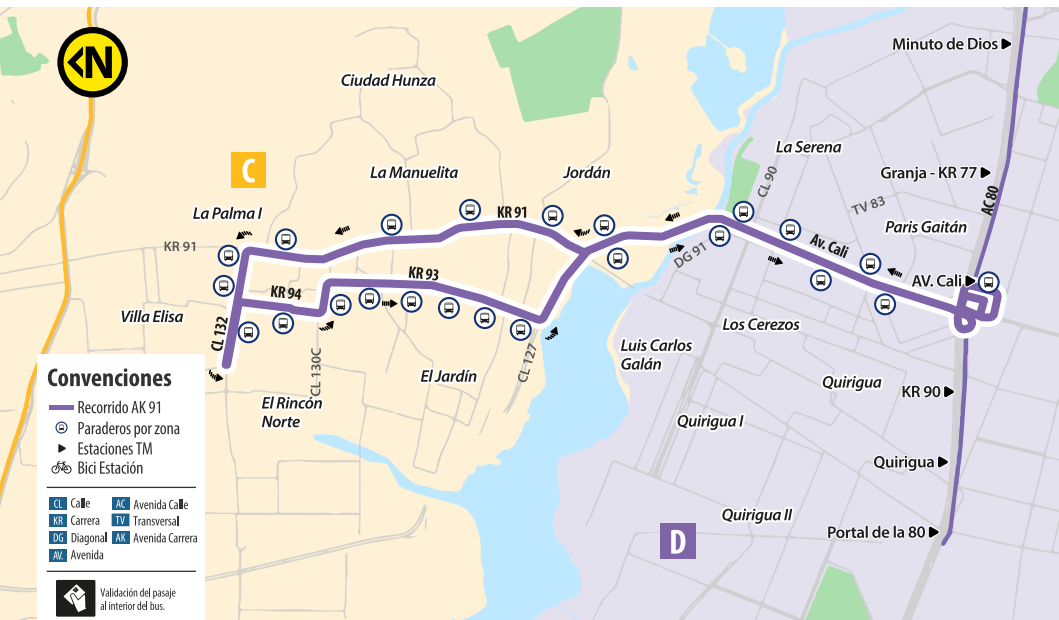 N
Minuto de Dios
Ciudad Hunza
La Serena
C
La Manuelita
Jordán
Granja - KR 77
CL 90
AC 80
La Palma I
KR 91
TV 83
Paris Gaitán
KR 91
DG 91
Av. Cali
KR 93
AV. Cali
KR 94
Villa Elisa
CL 132
Los Cerezos
Luis Carlos
Galán
CL 130C
CL 127
El Jardín
Quirigua
KR 90
El Rincón
Norte
Quirigua I
Quirigua
Quirigua II
D
Portal de la 80
Convenciones
Recorrido AK 91
Paraderos por zona
Estaciones TM
Bici Estación
CL Calle
AC Avenida Calle
KR Carrera
TV Transversal
DG Diagonal
AK Avenida Carrera
AV. Avenida
Validación del pasaje
al interior del bus.